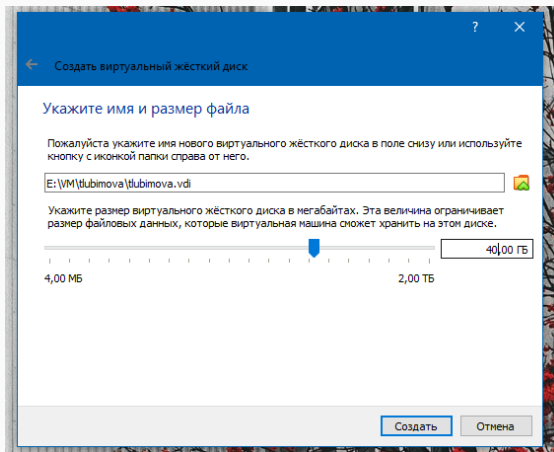 ?
Создать виртуальный жёсткий диск
Укажите имя и размер файла
Пожалуйста укажите имя нового виртуального жёсткого диска в поле снизу или используйте
кнопку с иконкой папки справа от него.
E:\VM\tlubimova\tlubimova.vdi
Укажите размер виртуального жёсткого диска в мегабайтах. Эта величина ограничивает
размер файловых данных, которые виртуальная машина сможет хранить на этом диске.
40,00 ГБ
4,00 МБ 2,00 ТБ
Создать Отмена